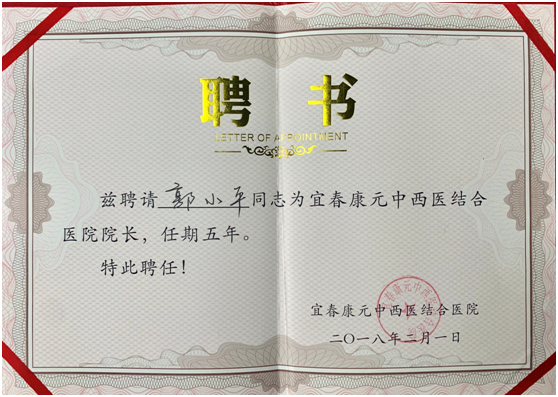 聘书
LETTER OF APPOINTMENT
兹聘请郭小平同志为宜春康元中西医结合
医院院长，任期五年。
特此聘任！
宜春康元中西医结合医院
二〇一八年二月一日